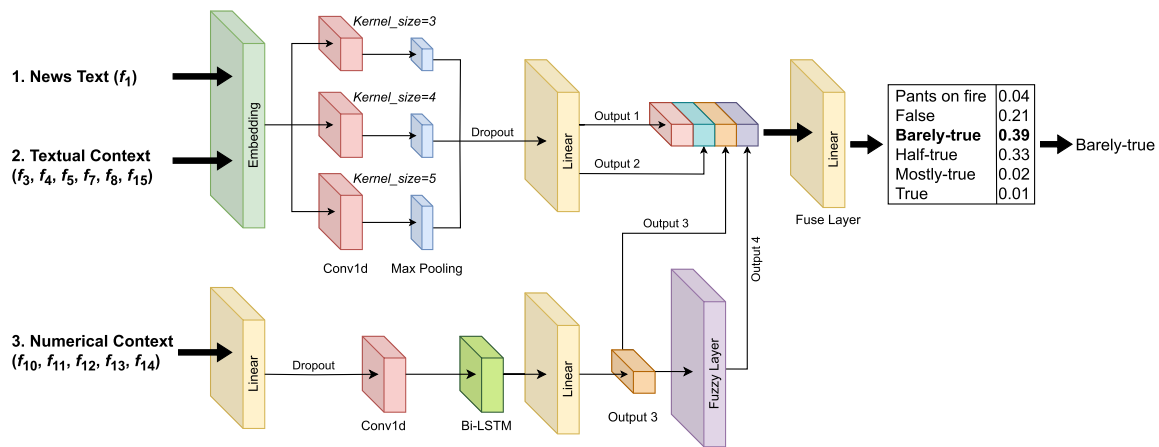 Kernel_size=3
1. News Text (f1)
Kernel_size=4
2. Textual Context
(f3, f4, f5, f7, f8, f15)
Kernel_size=5
Embedding
Conv1d
Max Pooling
Dropout
Linear
Output 1
Output 2
Output 3
Output 4
Linear
Fuse Layer
Pants on fire 0.04
False 0.21
Barely-true 0.39
Half-true 0.33
Mostly-true 0.02
True 0.01
Barely-true
3. Numerical Context
(f10, f11, f12, f13, f14)
Linear
Dropout
Conv1d
Bi-LSTM
Linear
Output 3
Fuzzy Layer